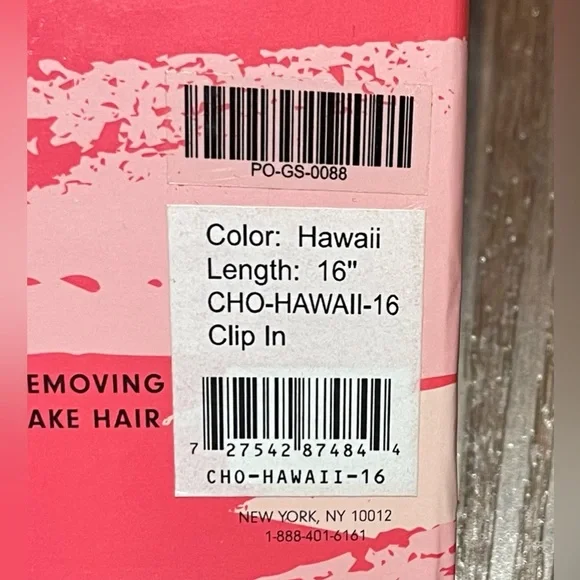 PO-GS-0088
Color: Hawaii
Length: 16"
CHO-HAWAII-16
Clip In
EMOVING
AKE HAIR
7 27542 87484 4
CHO-HAWAII-16
NEW YORK, NY 10012
1-888-401-6161